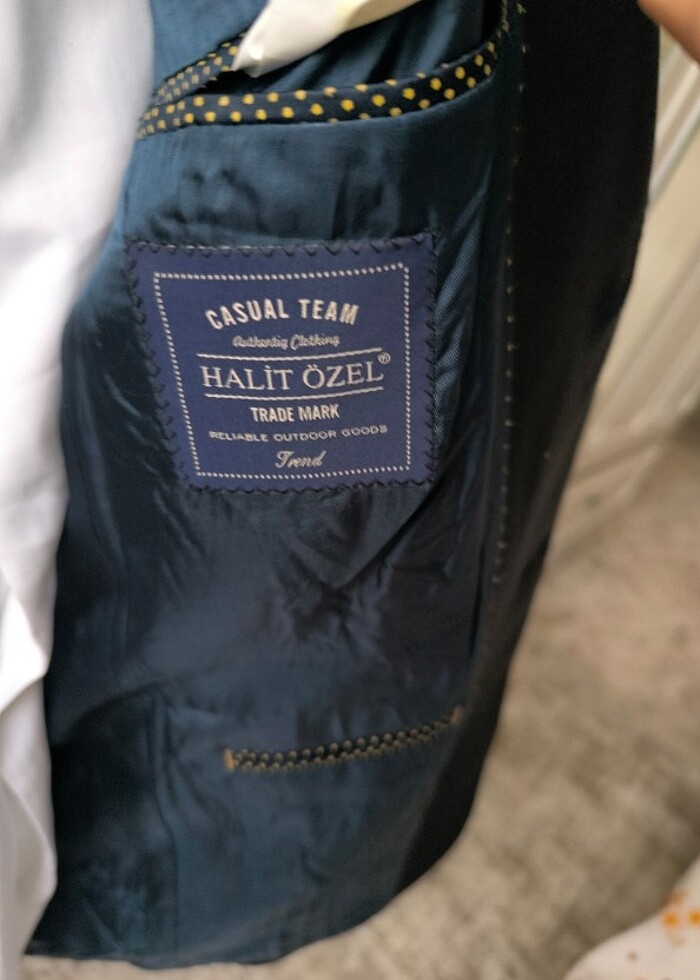 CASUAL TEAM
Authentiq Clothing
HALİT ÖZEL®
TRADE MARK
RELIABLE OUTDOOR GOODS
Trend